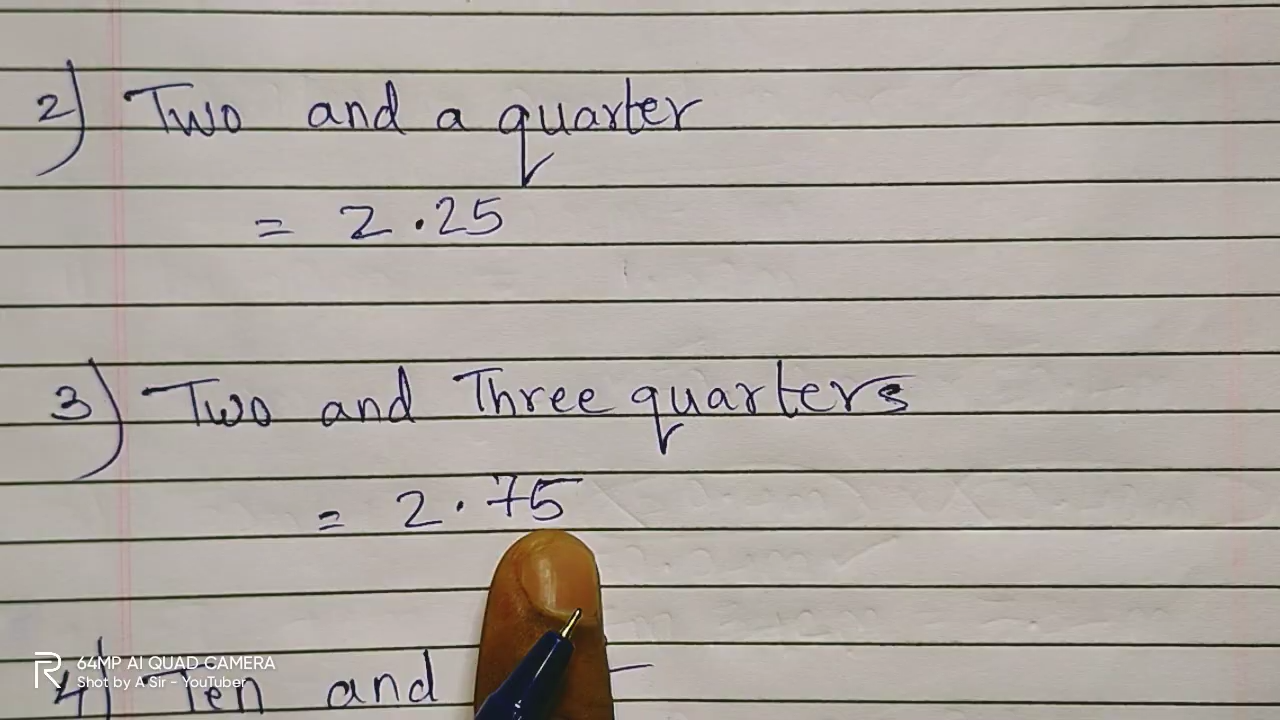 2) Two and a quarter
= 2.25
3) Two and Three quarters
= 2.75
4) Ten and
64MP AI QUAD CAMERA
Shot by A Sir - YouTuber